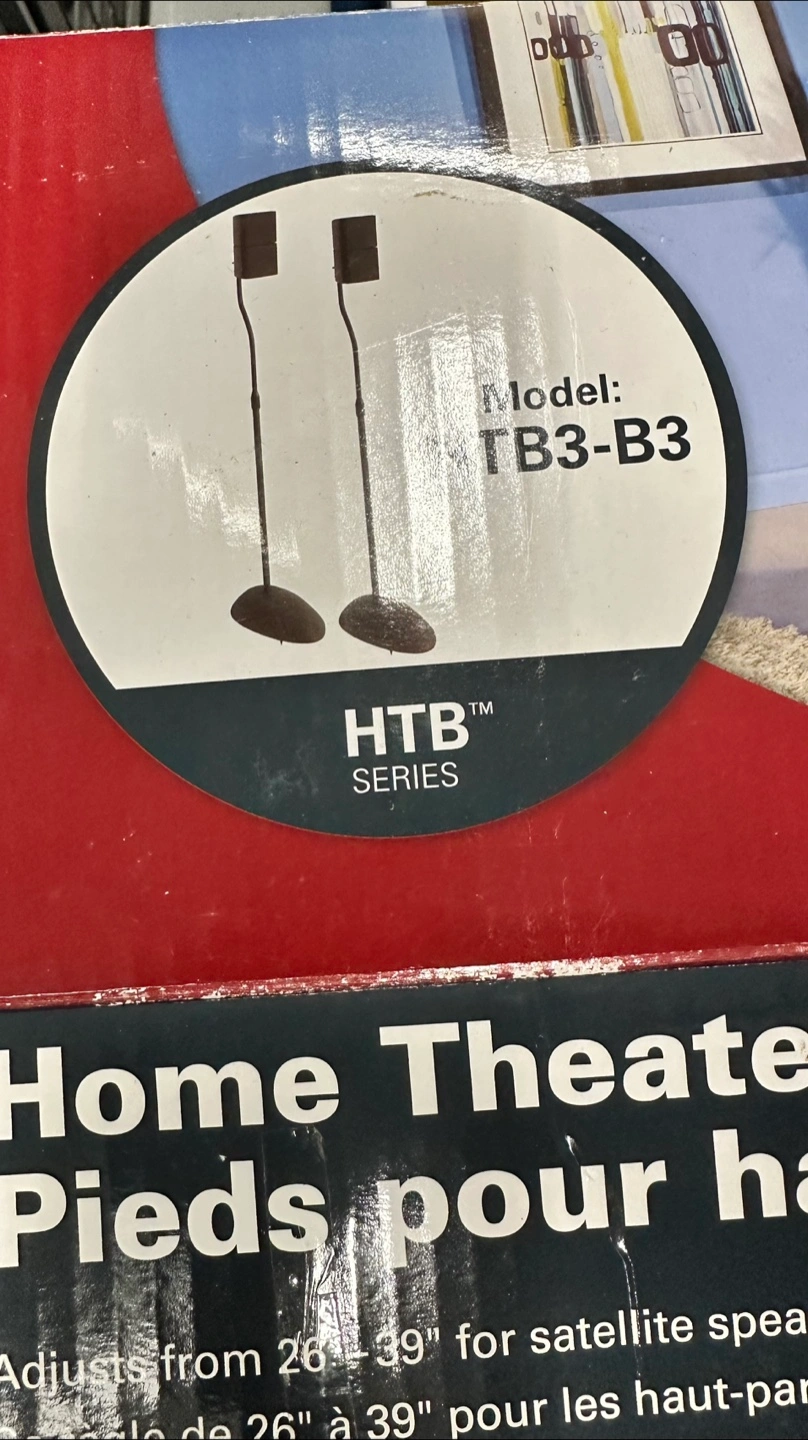 Model:
TB3-B3
HTB™
SERIES
Home Theate
Pieds pour ha
Adjusts from 26 - 39" for satellite spea
de 26" à 39" pour les haut-par